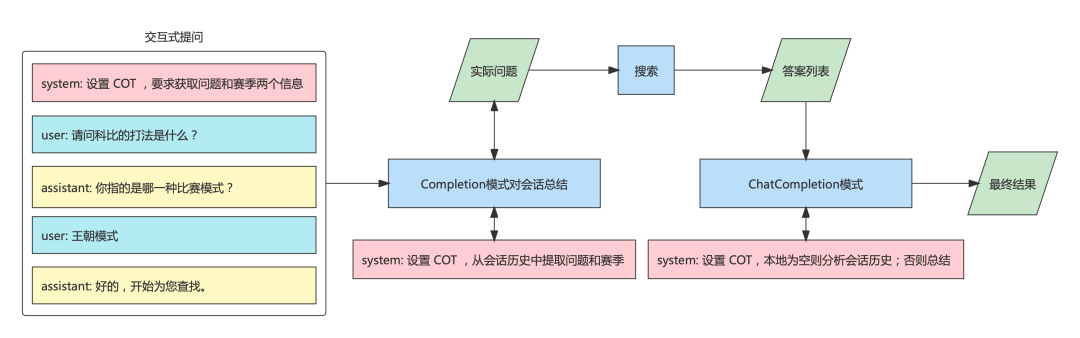 交互式提问
system: 设置 COT ，要求获取问题和赛季两个信息
user: 请问科比的打法是什么？
assistant: 你指的是哪一种比赛模式？
user: 王朝模式
assistant: 好的，开始为您查找。
实际问题
搜索
答案列表
Completion模式对会话总结
ChatCompletion模式
最终结果
system: 设置 COT ，从会话历史中提取问题和赛季
system: 设置 COT，本地为空则分析会话历史；否则总结